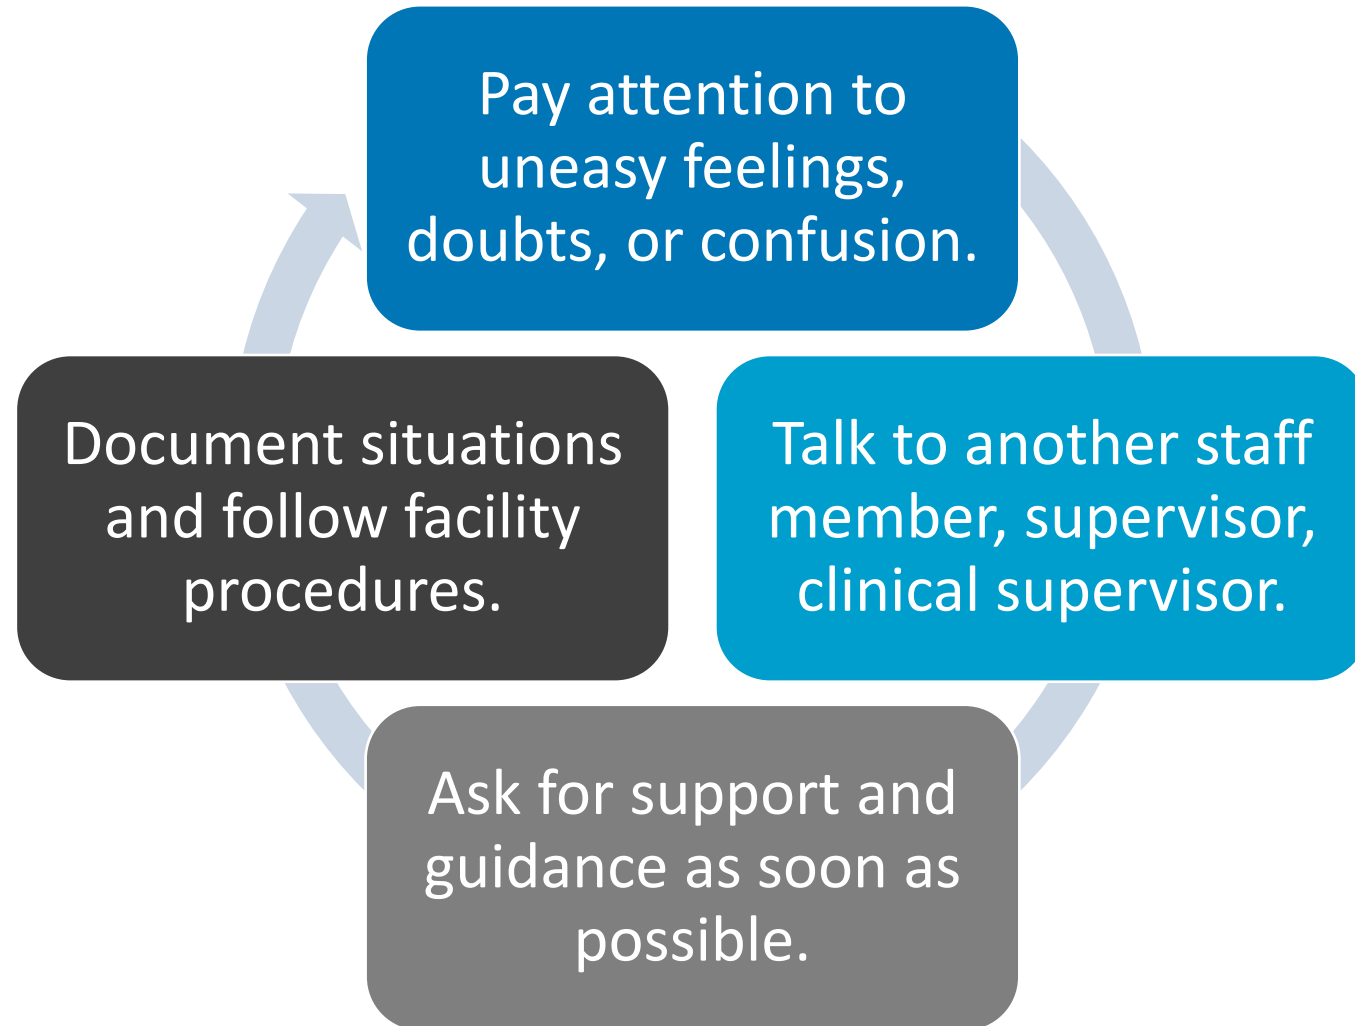 Pay attention to
uneasy feelings,
doubts, or confusion.
Talk to another staff
member, supervisor,
clinical supervisor.
Ask for support and
guidance as soon as
possible.
Document situations
and follow facility
procedures.